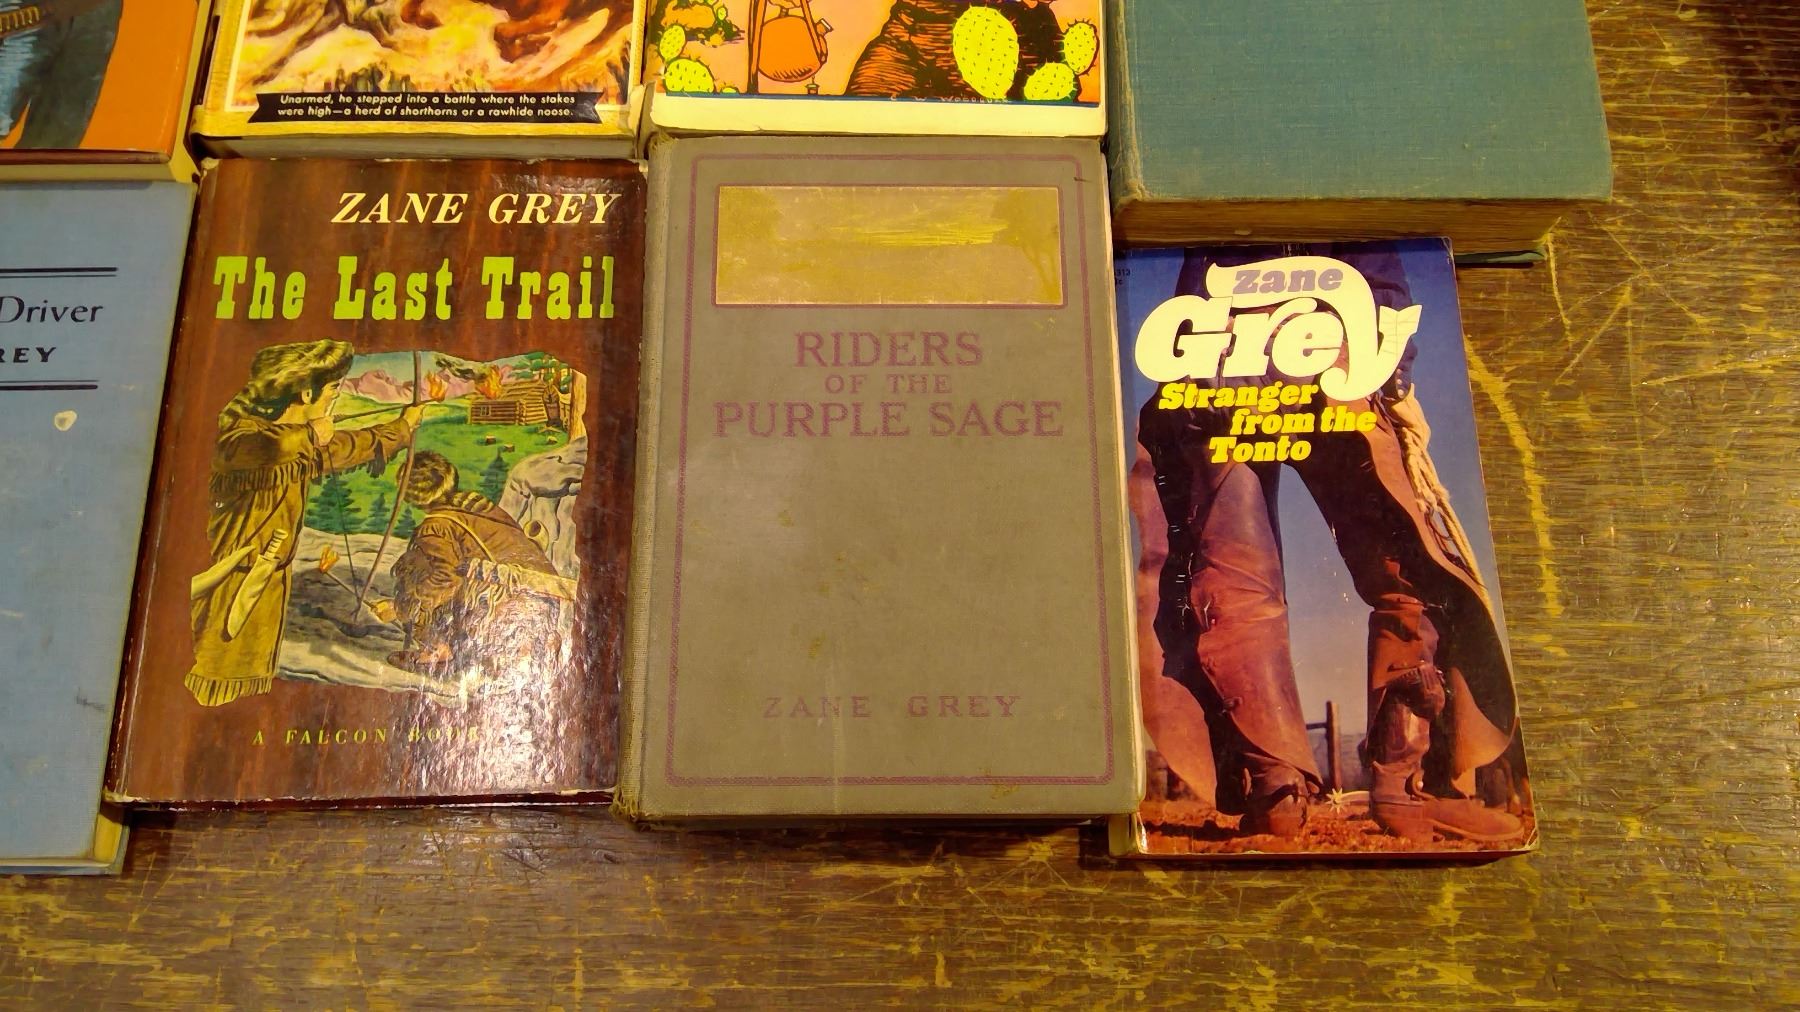 Unarmed, he stepped into a battle where the stakes
were high—a herd of shorthorns or a rawhide noose.
Driver
ZANE GREY
The Last Trail
A FALCON BOOK
RIDERS
OF THE
PURPLE SAGE
ZANE GREY
zane
Grey
Stranger
from the
Tonto